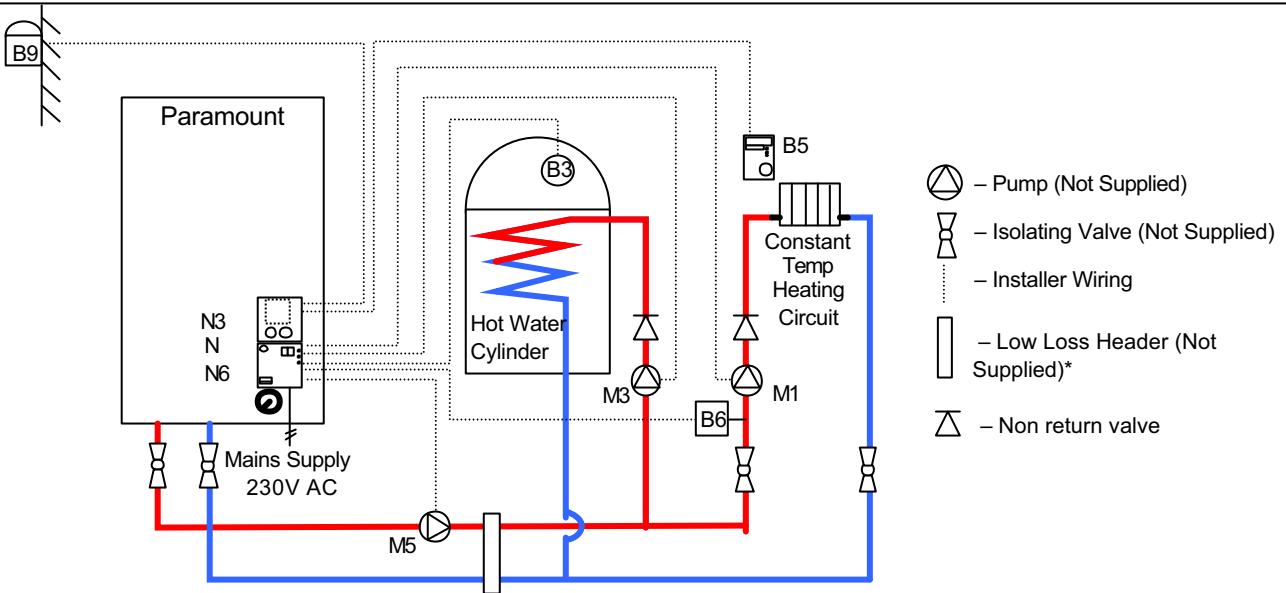 B9
Paramount
B5
B3
Constant
Temp
Heating
Circuit
Hot Water
Cylinder
N3
N
N6
M3
M1
B6
Mains Supply
230V AC
M5
– Pump (Not Supplied)
– Isolating Valve (Not Supplied)
– Installer Wiring
– Low Loss Header (Not
Supplied)*
– Non return valve